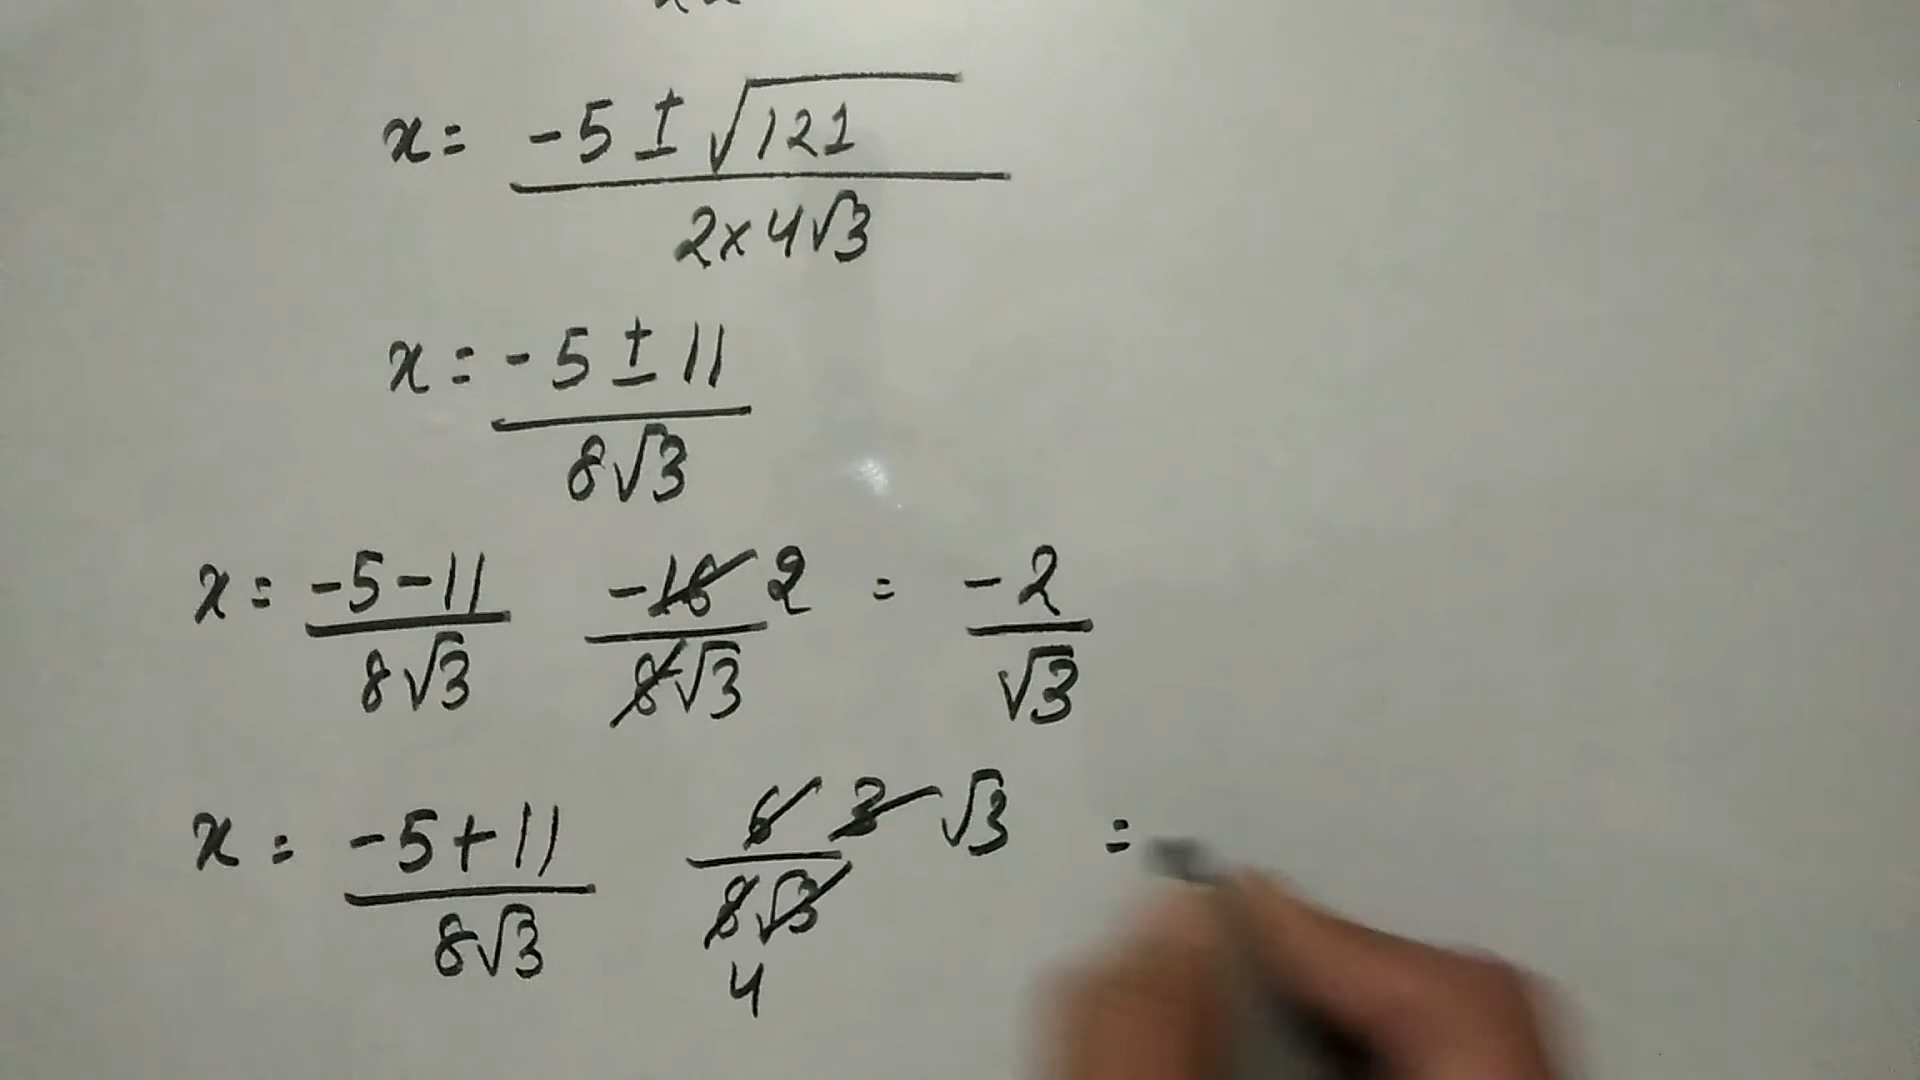 x = -5 ± √121
2×4√3
x = -5 ± 11
8√3
x = -5-11 / 8√3 -16 2 / 8√3 = -2 / √3
x = -5+11 / 8√3 6 3 √3 / 8√3 4 =